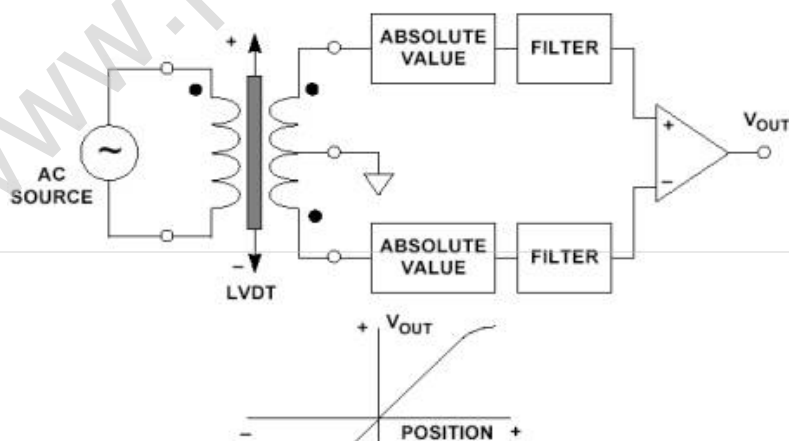 ABSOLUTE
VALUE
FILTER
+
AC
SOURCE
~
+
−
VOUT
−
LVDT
ABSOLUTE
VALUE
FILTER
+ VOUT
− POSITION +